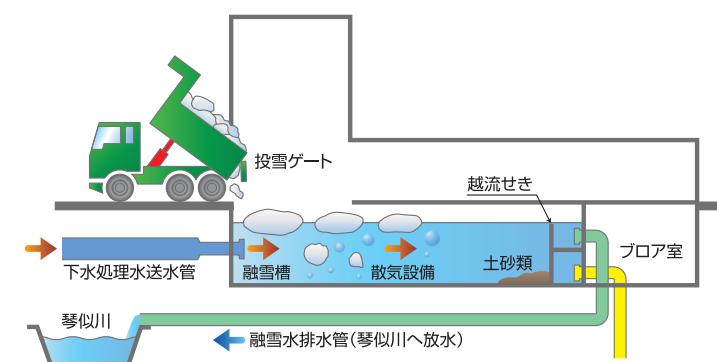 投雪ゲート
越流せき
ブロア室
下水処理水送水管
融雪槽
散気設備
土砂類
琴似川
融雪水排水管(琴似川へ放水)